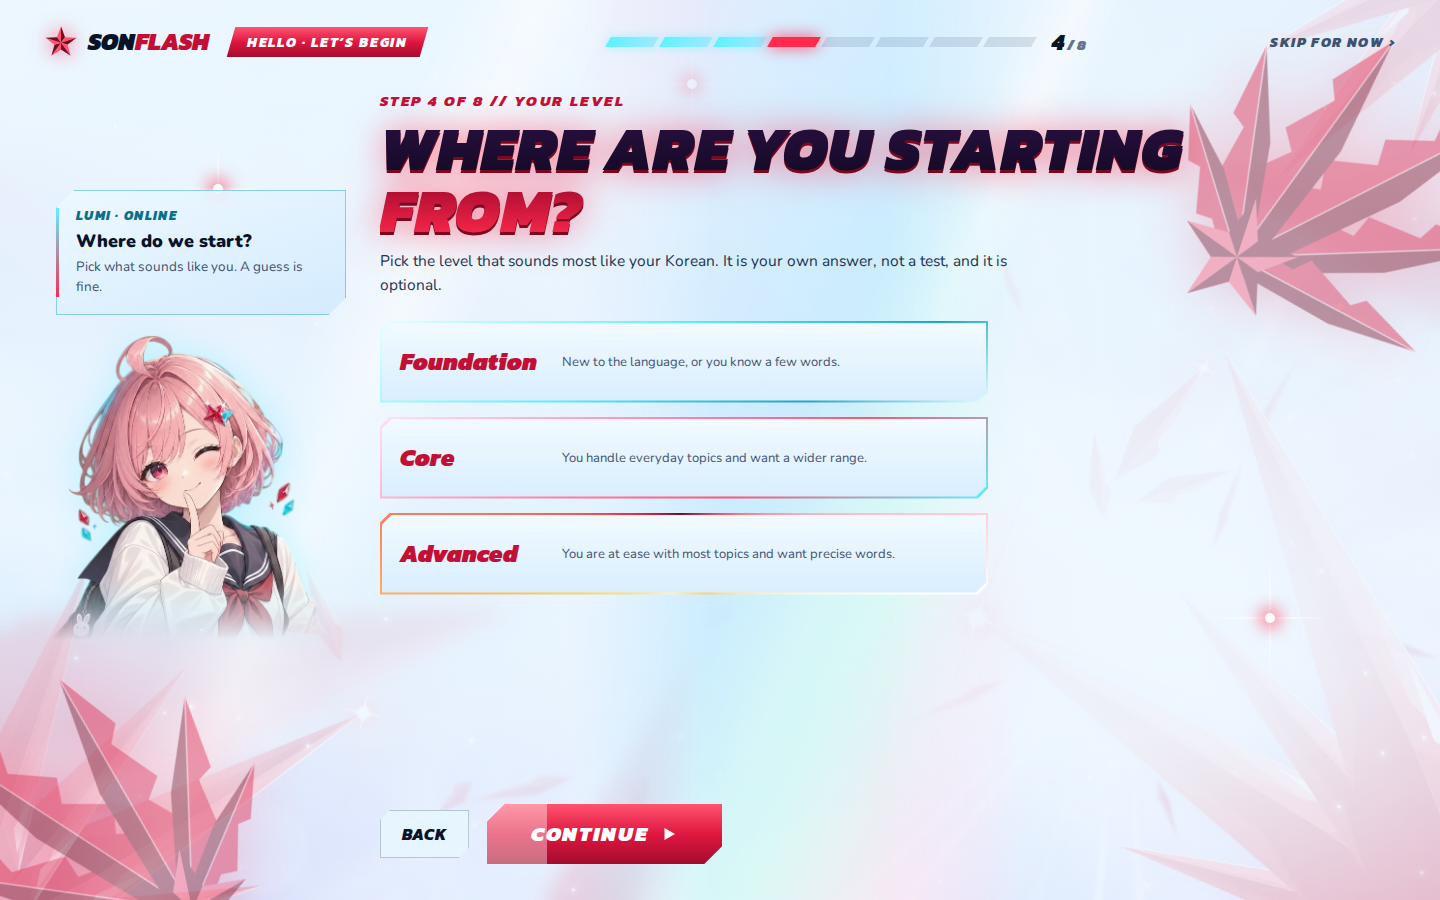 SONFLASH
HELLO · LET'S BEGIN
4 / 8
SKIP FOR NOW ›
STEP 4 OF 8 // YOUR LEVEL
WHERE ARE YOU STARTING
FROM?
Pick the level that sounds most like your Korean. It is your own answer, not a test, and it is
optional.
LUMI · ONLINE
Where do we start?
Pick what sounds like you. A guess is
fine.
Foundation
New to the language, or you know a few words.
Core
You handle everyday topics and want a wider range.
Advanced
You are at ease with most topics and want precise words.
BACK
CONTINUE ▶